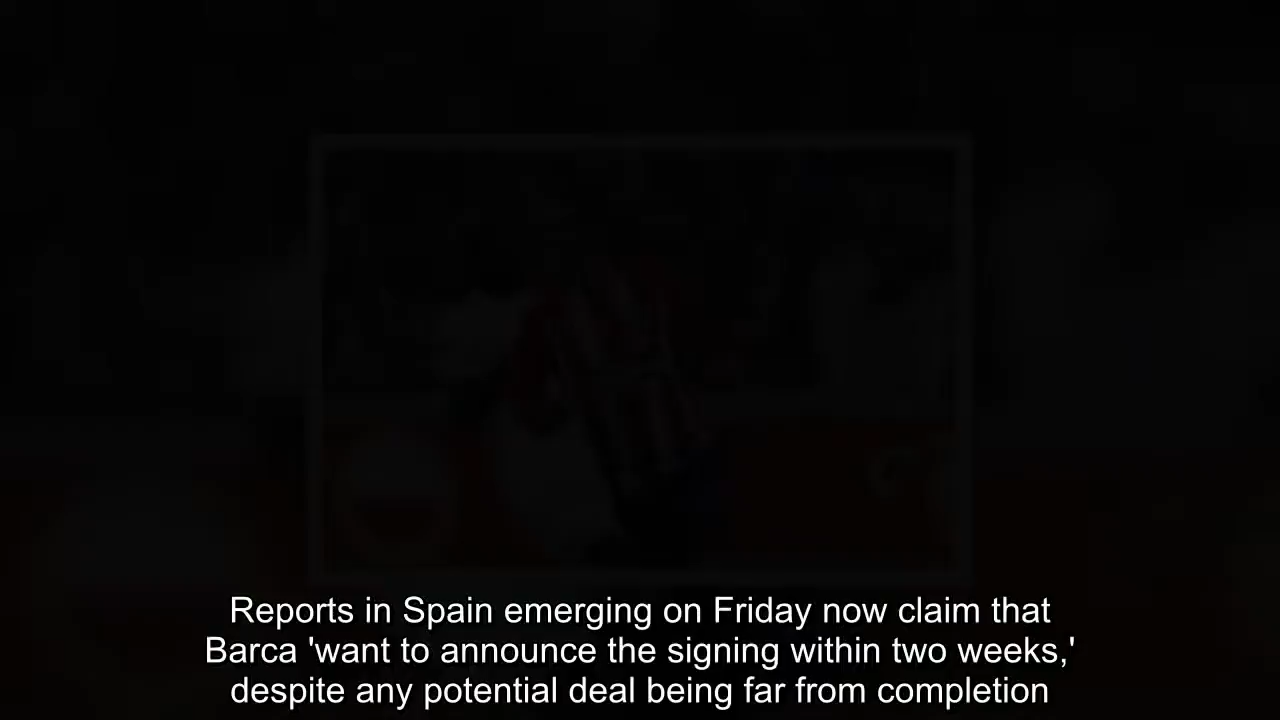 Reports in Spain emerging on Friday now claim that
Barca 'want to announce the signing within two weeks,'
despite any potential deal being far from completion